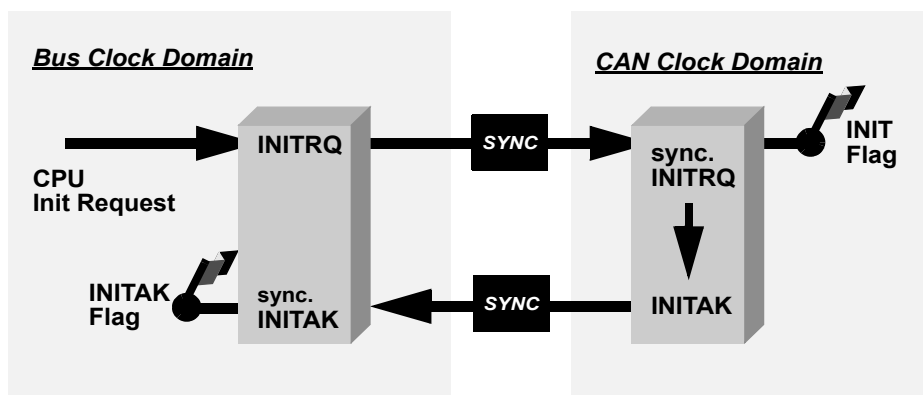 Bus Clock Domain
CAN Clock Domain
INITRQ
SYNC
sync.
INITRQ
INIT
Flag
CPU
Init Request
INITAK
Flag
sync.
INITAK
SYNC
INITAK